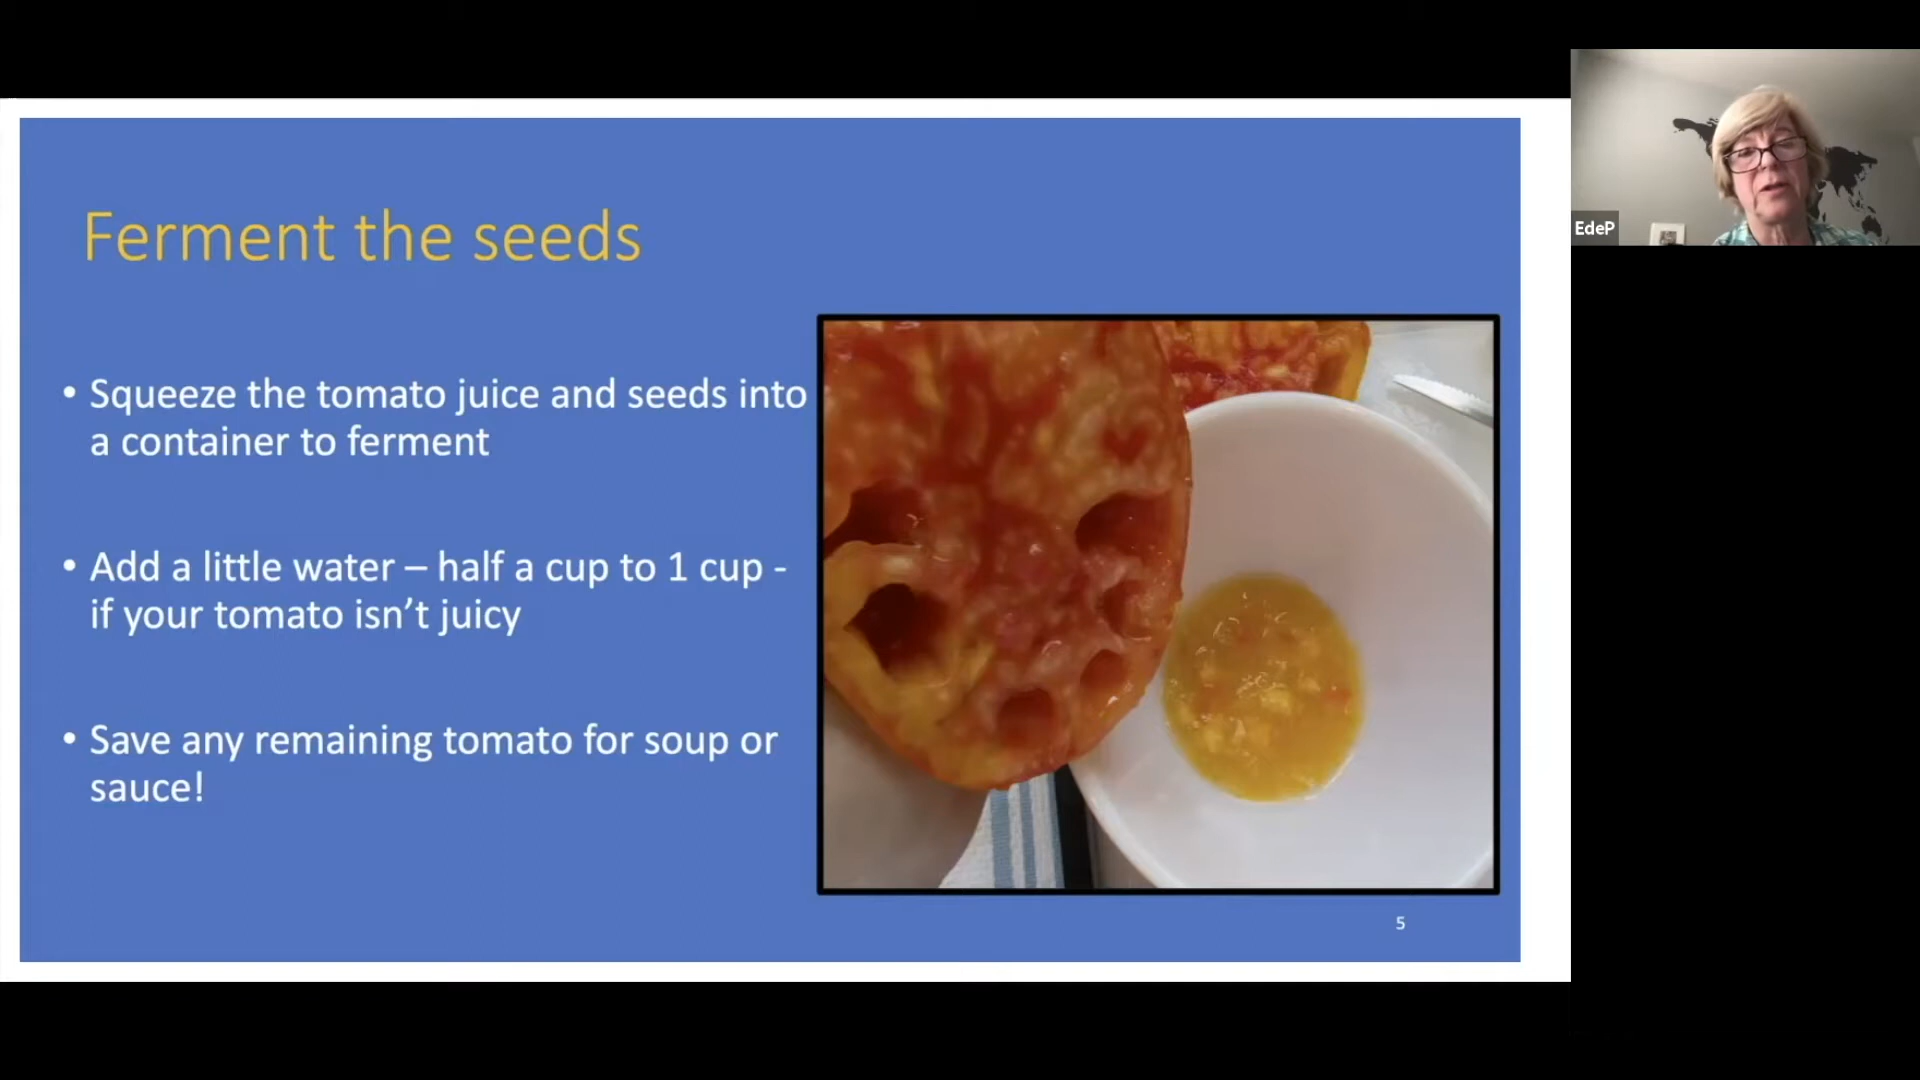 Ferment the seeds
• Squeeze the tomato juice and seeds into
a container to ferment
• Add a little water – half a cup to 1 cup -
if your tomato isn’t juicy
• Save any remaining tomato for soup or
sauce!
5
EdeP